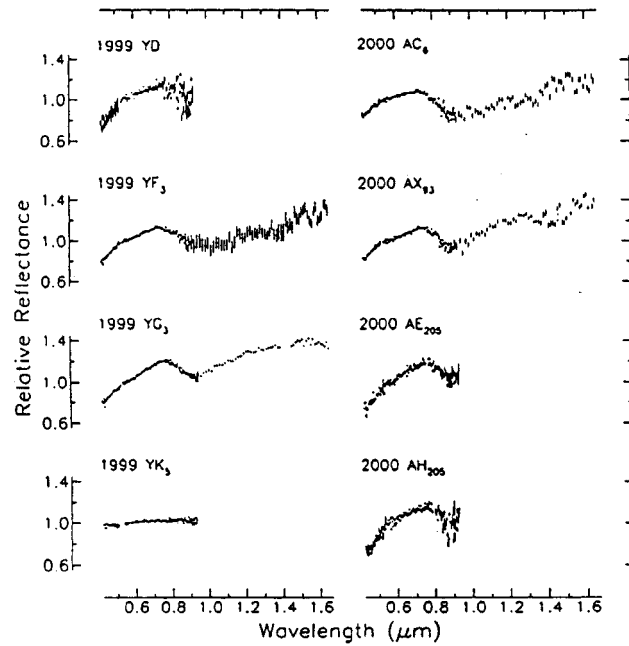 1999 YD
2000 AC₆
1.4
1.0
0.6
1999 YF₃
2000 AX₉₃
1.4
1.0
0.6
1999 YG₃
2000 AE₂₀₅
1.4
1.0
0.6
1999 YK₅
2000 AH₂₀₅
1.4
1.0
0.6
Relative Reflectance
0.6 0.8 1.0 1.2 1.4 1.6
0.6 0.8 1.0 1.2 1.4 1.6
Wavelength (μm)